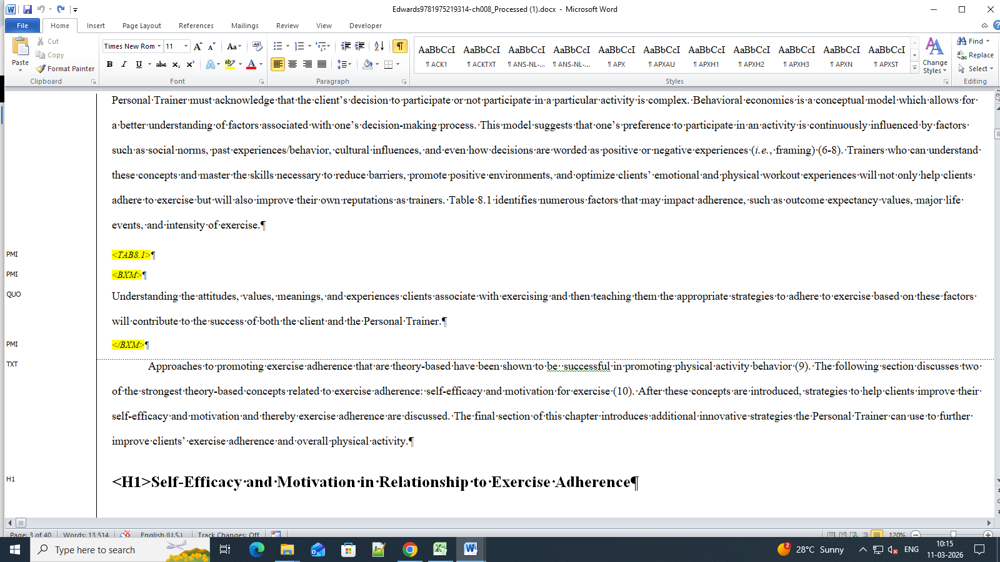 Edwards9781975219314-ch008_Processed (1).docx - Microsoft Word
File Home Insert Page Layout References Mailings Review View Developer
Paste
Cut
Copy
Format Painter
Clipboard
Times New Rom 11
Font
Paragraph
AaBbCcI AaBbCcI AaBbCcI AaBbCcI AaBbCcI AaBbCcI AaBbCcI AaBbCcI AaBbCcI AaBbCcI AaBbCcI
¶ ACK1 ¶ ACKTXT ¶ ANS-NL-... ¶ ANS-NL-... ¶ APX ¶ APXAU ¶ APXH1 ¶ APXH2 ¶ APXH3 ¶ APXN ¶ APXST
Change Styles
Styles
Find
Replace
Select
Editing
Personal Trainer must acknowledge that the client’s decision to participate or not participate in a particular activity is complex. Behavioral economics is a conceptual model which allows for
a better understanding of factors associated with one’s decision-making process. This model suggests that one’s preference to participate in an activity is continuously influenced by factors
such as social norms, past experiences/behavior, cultural influences, and even how decisions are worded as positive or negative experiences (i.e., framing) (6-8). Trainers who can understand
these concepts and master the skills necessary to reduce barriers, promote positive environments, and optimize clients’ emotional and physical workout experiences will not only help clients
adhere to exercise but will also improve their own reputations as trainers. Table 8.1 identifies numerous factors that may impact adherence, such as outcome expectancy values, major life
events, and intensity of exercise.¶
PMI <TAB8.1>¶
PMI <BXM>¶
QUO Understanding the attitudes, values, meanings, and experiences clients associate with exercising and then teaching them the appropriate strategies to adhere to exercise based on these factors
will contribute to the success of both the client and the Personal Trainer.¶
PMI </BXM>¶
TXT Approaches to promoting exercise adherence that are theory-based have been shown to be  successful in promoting physical activity behavior (9). The following section discusses two
of the strongest theory-based concepts related to exercise adherence: self-efficacy and motivation for exercise (10). After these concepts are introduced, strategies to help clients improve their
self-efficacy and motivation and thereby exercise adherence are discussed. The final section of this chapter introduces additional innovative strategies the Personal Trainer can use to further
improve clients’ exercise adherence and overall physical activity.¶
H1 <H1>Self-Efficacy and Motivation in Relationship to Exercise Adherence¶
Page: 3 of 40 Words: 13,514 English (U.S.) Track Changes: Off 120%
Type here to search
2 28°C Sunny ENG 10:15
11-03-2026